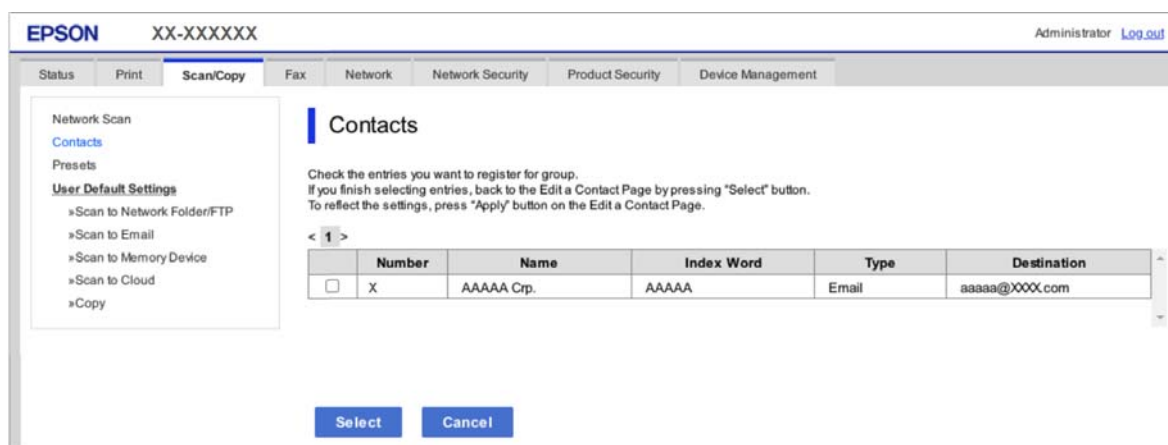 EPSON XX-XXXXXX Administrator Log out
Status Print Scan/Copy Fax Network Network Security Product Security Device Management
Network Scan
Contacts
Presets
User Default Settings
»Scan to Network Folder/FTP
»Scan to Email
»Scan to Memory Device
»Scan to Cloud
»Copy
Contacts
Check the entries you want to register for group.
If you finish selecting entries, back to the Edit a Contact Page by pressing "Select" button.
To reflect the settings, press "Apply" button on the Edit a Contact Page.
< 1 >
Number Name Index Word Type Destination
X AAAAA Crp. AAAAA Email aaaaa@XXXX.com
Select Cancel